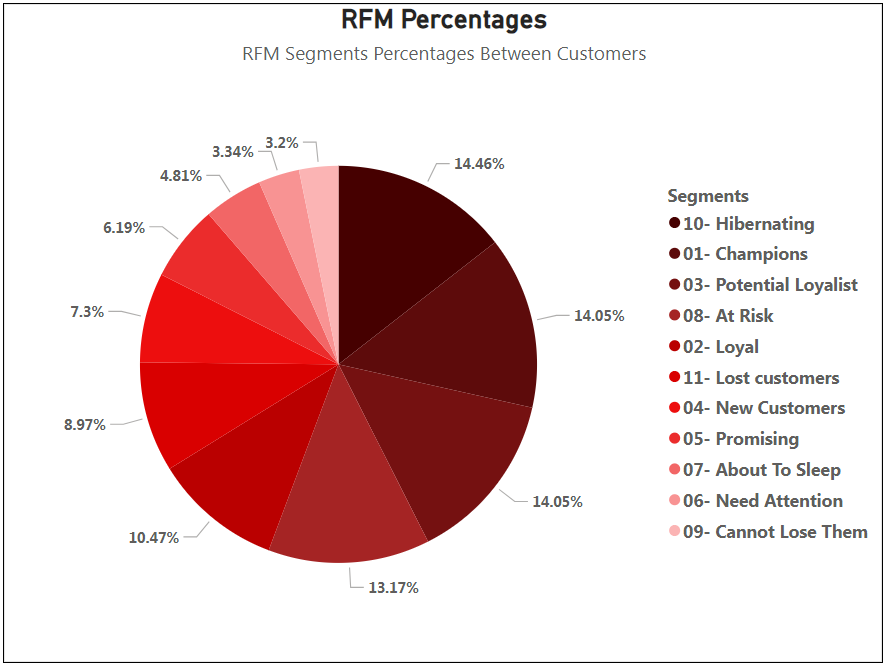 RFM Percentages
RFM Segments Percentages Between Customers
3.2%
3.34%
14.46%
4.81%
6.19%
7.3%
14.05%
8.97%
14.05%
10.47%
13.17%
Segments
10- Hibernating
01- Champions
03- Potential Loyalist
08- At Risk
02- Loyal
11- Lost customers
04- New Customers
05- Promising
07- About To Sleep
06- Need Attention
09- Cannot Lose Them